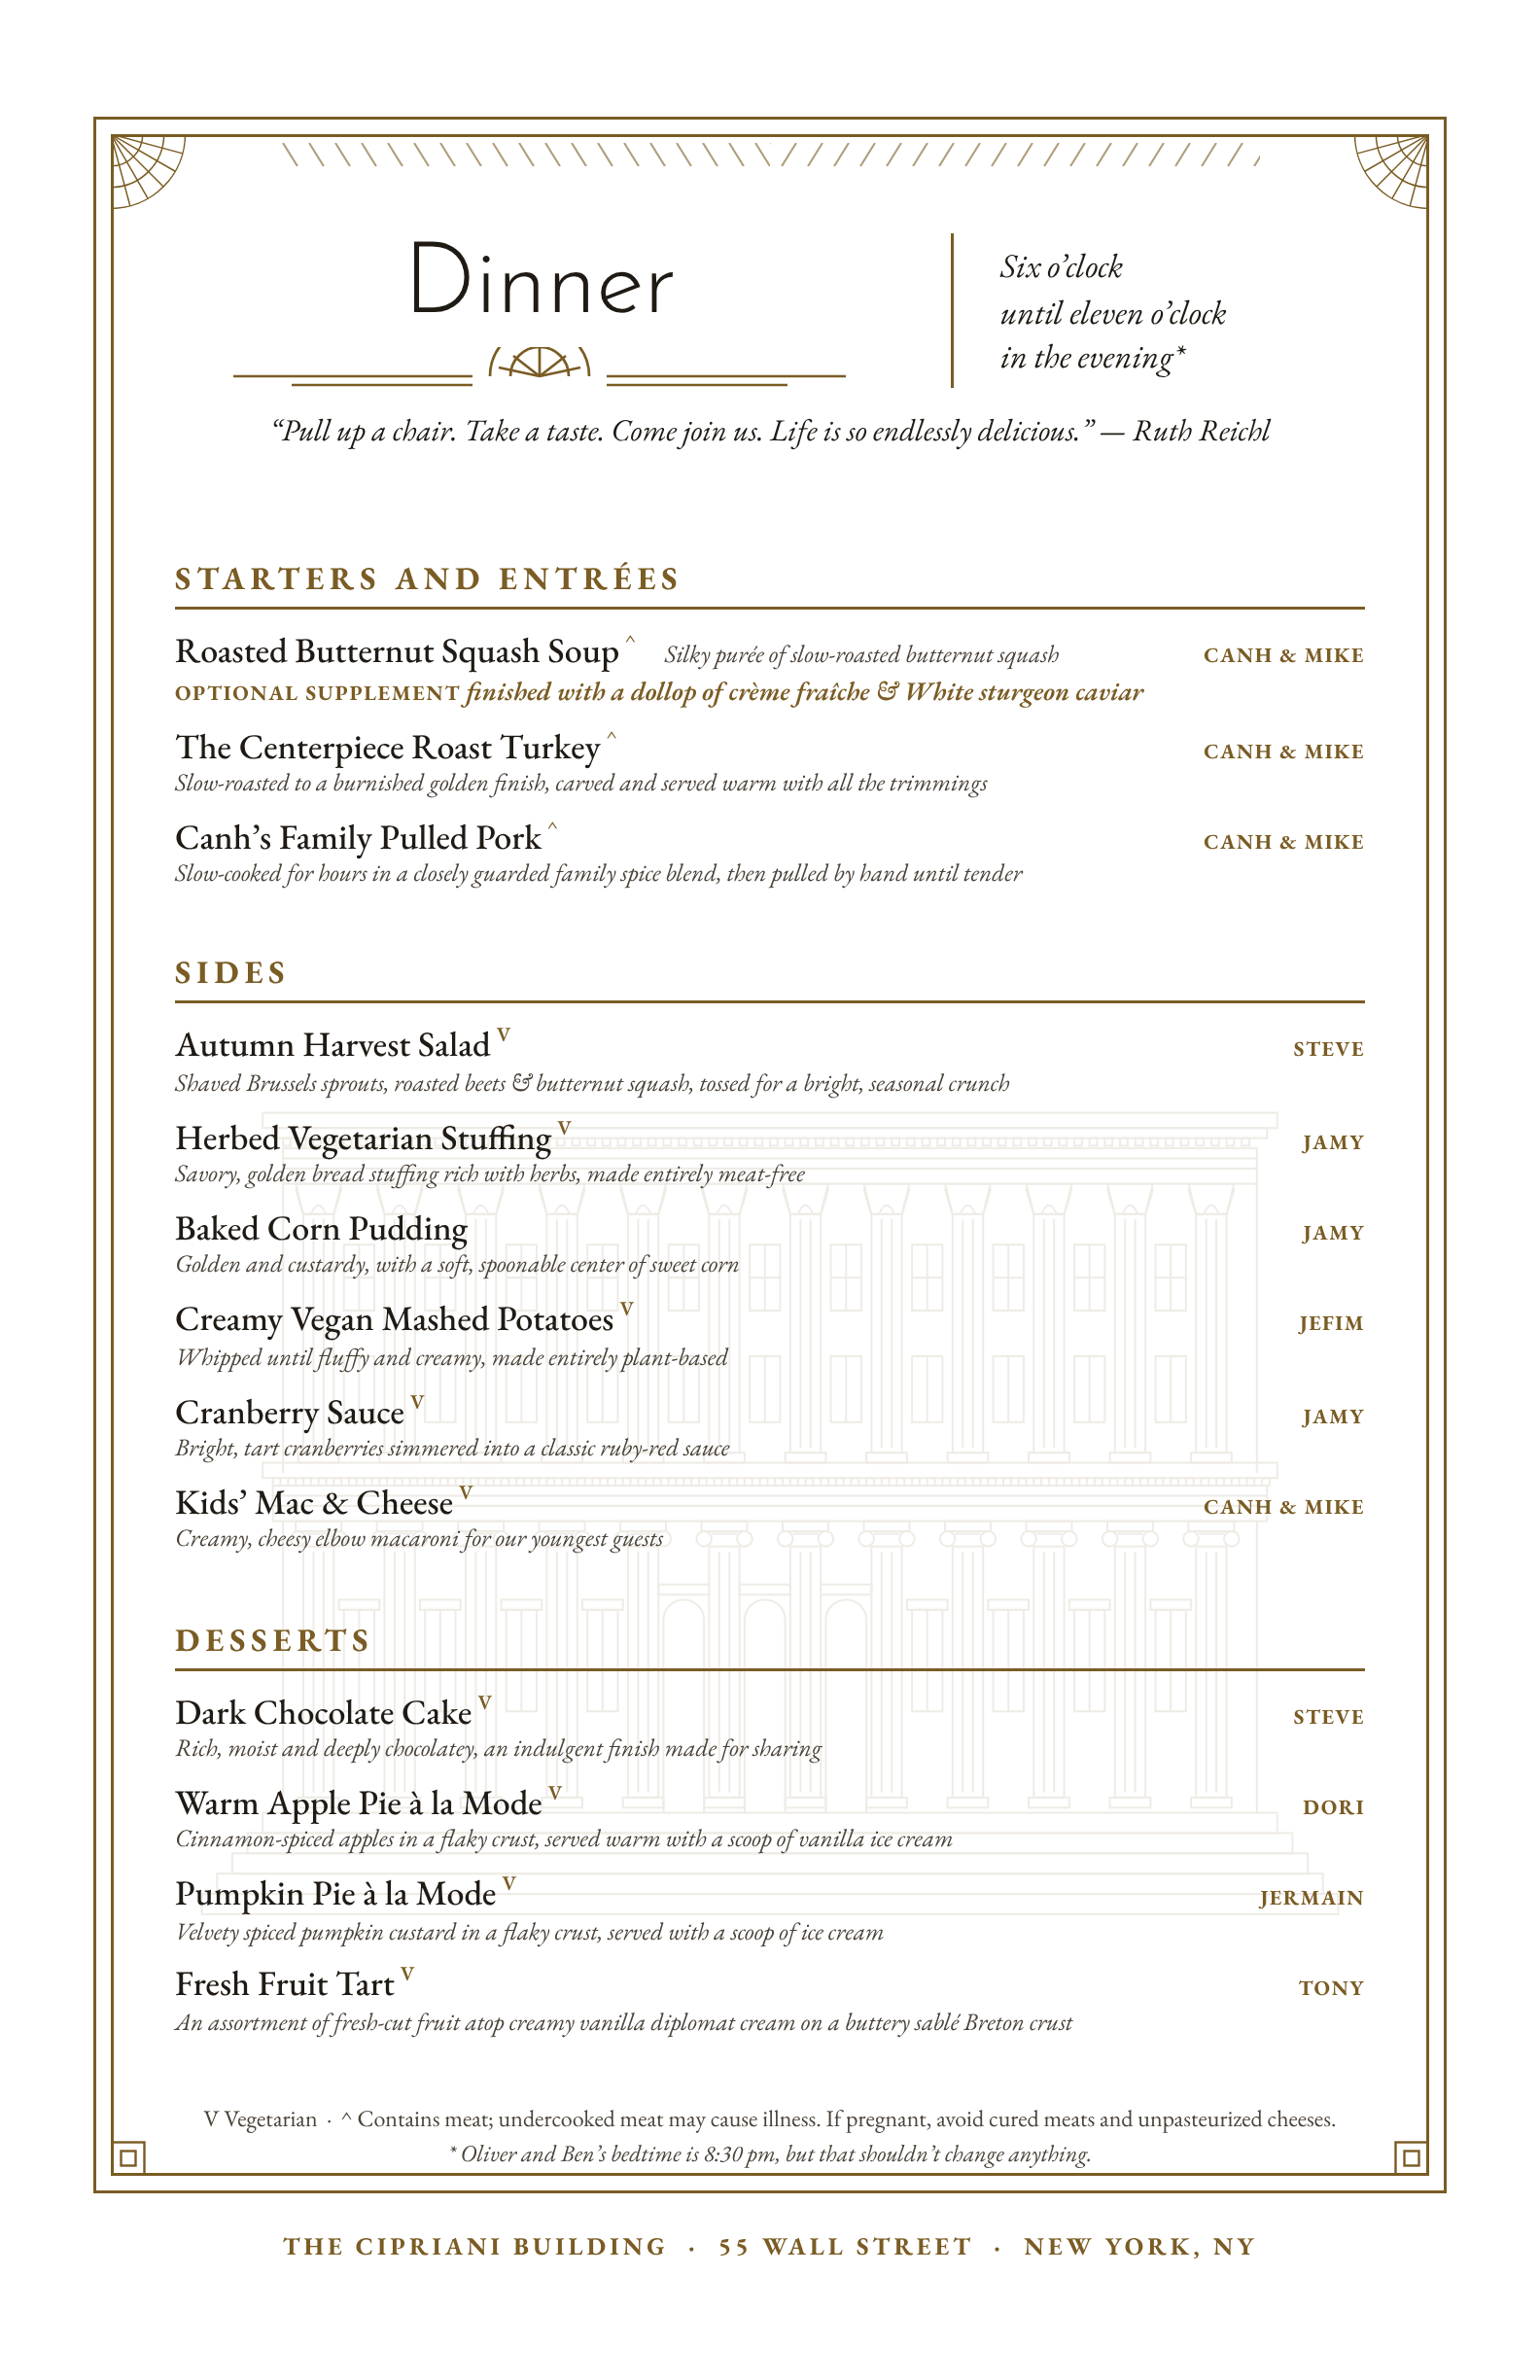 Dinner
Six o’clock
until eleven o’clock
in the evening*
“Pull up a chair. Take a taste. Come join us. Life is so endlessly delicious.” — Ruth Reichl
STARTERS AND ENTRÉES
Roasted Butternut Squash Soup ^ Silky purée of slow-roasted butternut squash CANH & MIKE
OPTIONAL SUPPLEMENT finished with a dollop of crème fraîche & White sturgeon caviar
The Centerpiece Roast Turkey ^ CANH & MIKE
Slow-roasted to a burnished golden finish, carved and served warm with all the trimmings
Canh’s Family Pulled Pork ^ CANH & MIKE
Slow-cooked for hours in a closely guarded family spice blend, then pulled by hand until tender
SIDES
Autumn Harvest Salad V STEVE
Shaved Brussels sprouts, roasted beets & butternut squash, tossed for a bright, seasonal crunch
Herbed Vegetarian Stuffing V JAMY
Savory, golden bread stuffing rich with herbs, made entirely meat-free
Baked Corn Pudding JAMY
Golden and custardy, with a soft, spoonable center of sweet corn
Creamy Vegan Mashed Potatoes V JEFIM
Whipped until fluffy and creamy, made entirely plant-based
Cranberry Sauce V JAMY
Bright, tart cranberries simmered into a classic ruby-red sauce
Kids’ Mac & Cheese V CANH & MIKE
Creamy, cheesy elbow macaroni for our youngest guests
DESSERTS
Dark Chocolate Cake V STEVE
Rich, moist and deeply chocolatey, an indulgent finish made for sharing
Warm Apple Pie à la Mode V DORI
Cinnamon-spiced apples in a flaky crust, served warm with a scoop of vanilla ice cream
Pumpkin Pie à la Mode V JERMAIN
Velvety spiced pumpkin custard in a flaky crust, served with a scoop of ice cream
Fresh Fruit Tart V TONY
An assortment of fresh-cut fruit atop creamy vanilla diplomat cream on a buttery sablé Breton crust
V Vegetarian · ^ Contains meat; undercooked meat may cause illness. If pregnant, avoid cured meats and unpasteurized cheeses.
* Oliver and Ben’s bedtime is 8:30 pm, but that shouldn’t change anything.
THE CIPRIANI BUILDING · 55 WALL STREET · NEW YORK, NY